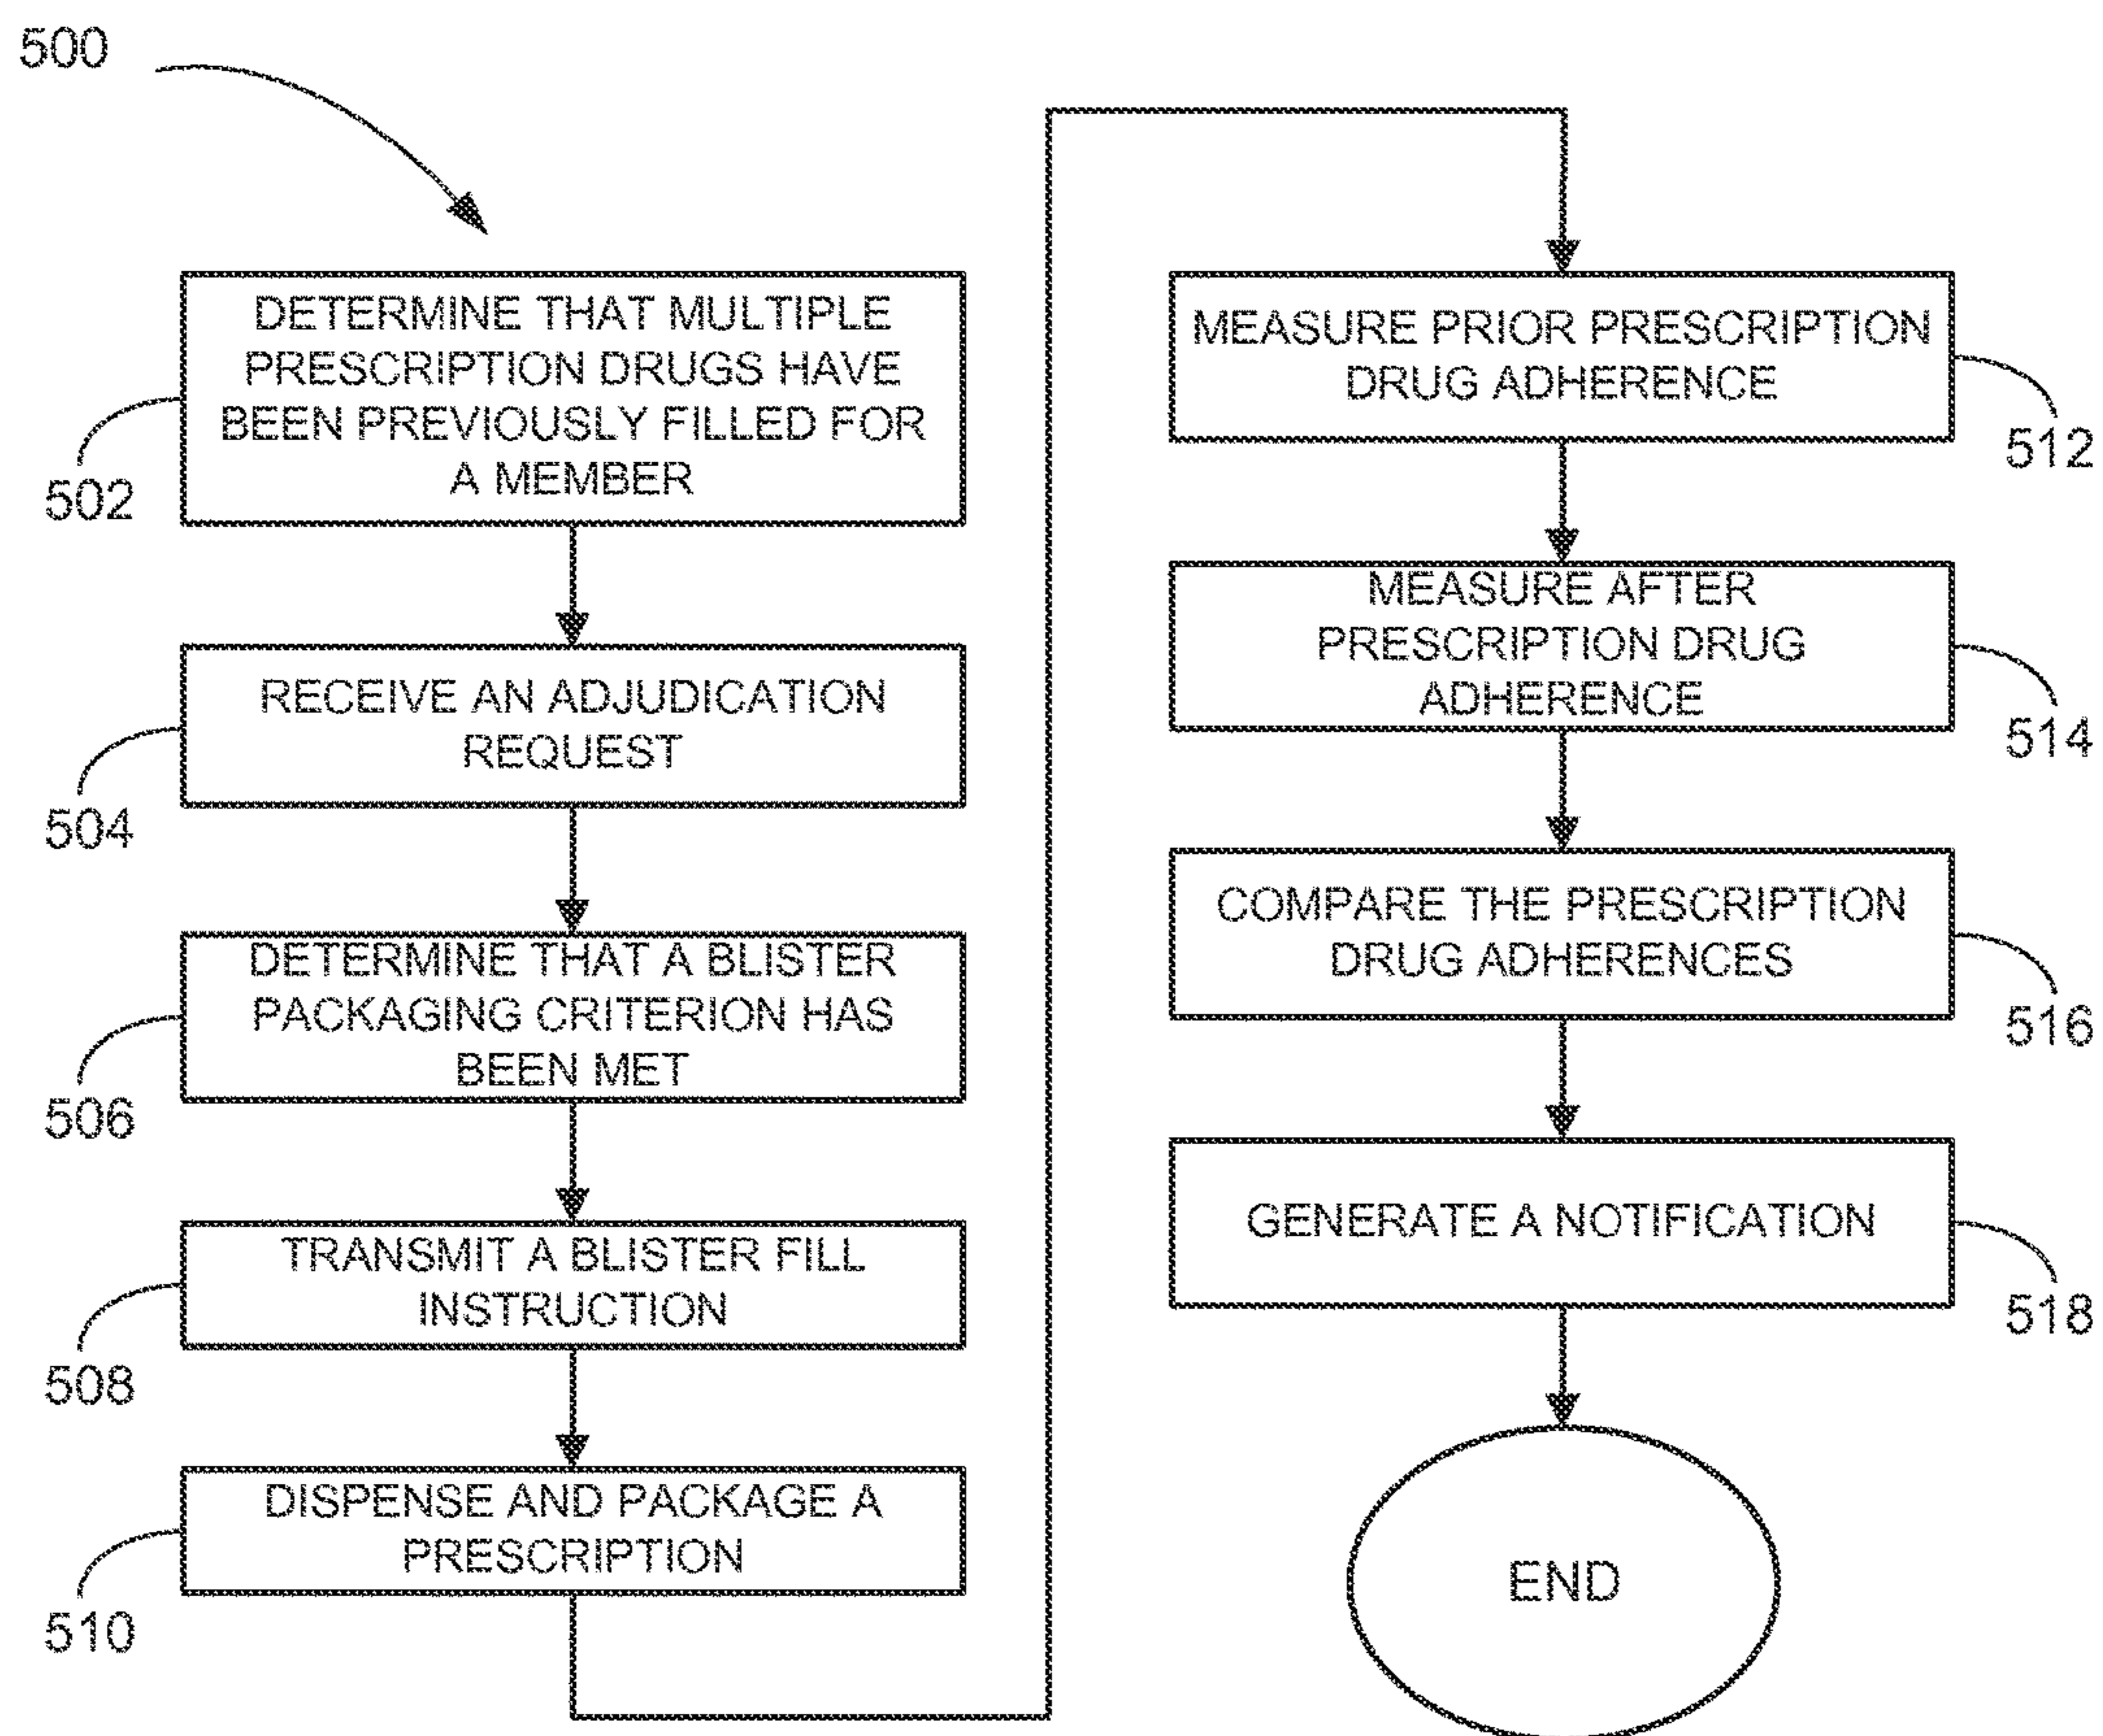 500
DETERMINE THAT MULTIPLE
PRESCRIPTION DRUGS HAVE
BEEN PREVIOUSLY FILLED FOR
A MEMBER
502
RECEIVE AN ADJUDICATION
REQUEST
504
DETERMINE THAT A BLISTER
PACKAGING CRITERION HAS
BEEN MET
506
TRANSMIT A BLISTER FILL
INSTRUCTION
508
DISPENSE AND PACKAGE A
PRESCRIPTION
510
MEASURE PRIOR PRESCRIPTION
DRUG ADHERENCE
512
MEASURE AFTER
PRESCRIPTION DRUG
ADHERENCE
514
COMPARE THE PRESCRIPTION
DRUG ADHERENCES
516
GENERATE A NOTIFICATION
518
END